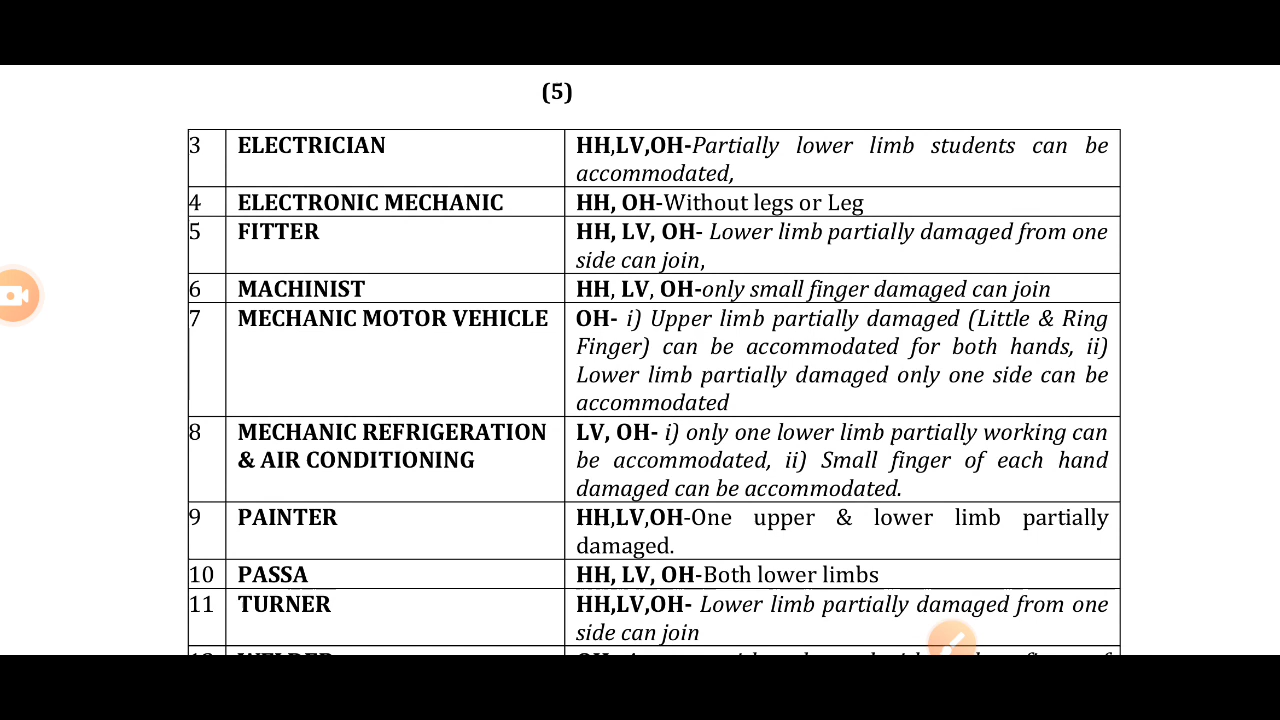 (5)
3 ELECTRICIAN HH,LV,OH-Partially lower limb students can be
accommodated,
4 ELECTRONIC MECHANIC HH, OH-Without legs or Leg
5 FITTER HH, LV, OH- Lower limb partially damaged from one
side can join,
6 MACHINIST HH, LV, OH-only small finger damaged can join
7 MECHANIC MOTOR VEHICLE OH- i) Upper limb partially damaged (Little & Ring
Finger) can be accommodated for both hands, ii)
Lower limb partially damaged only one side can be
accommodated
8 MECHANIC REFRIGERATION LV, OH- i) only one lower limb partially working can
& AIR CONDITIONING be accommodated, ii) Small finger of each hand
damaged can be accommodated.
9 PAINTER HH,LV,OH-One upper & lower limb partially
damaged.
10 PASSA HH, LV, OH-Both lower limbs
11 TURNER HH,LV,OH- Lower limb partially damaged from one
side can join